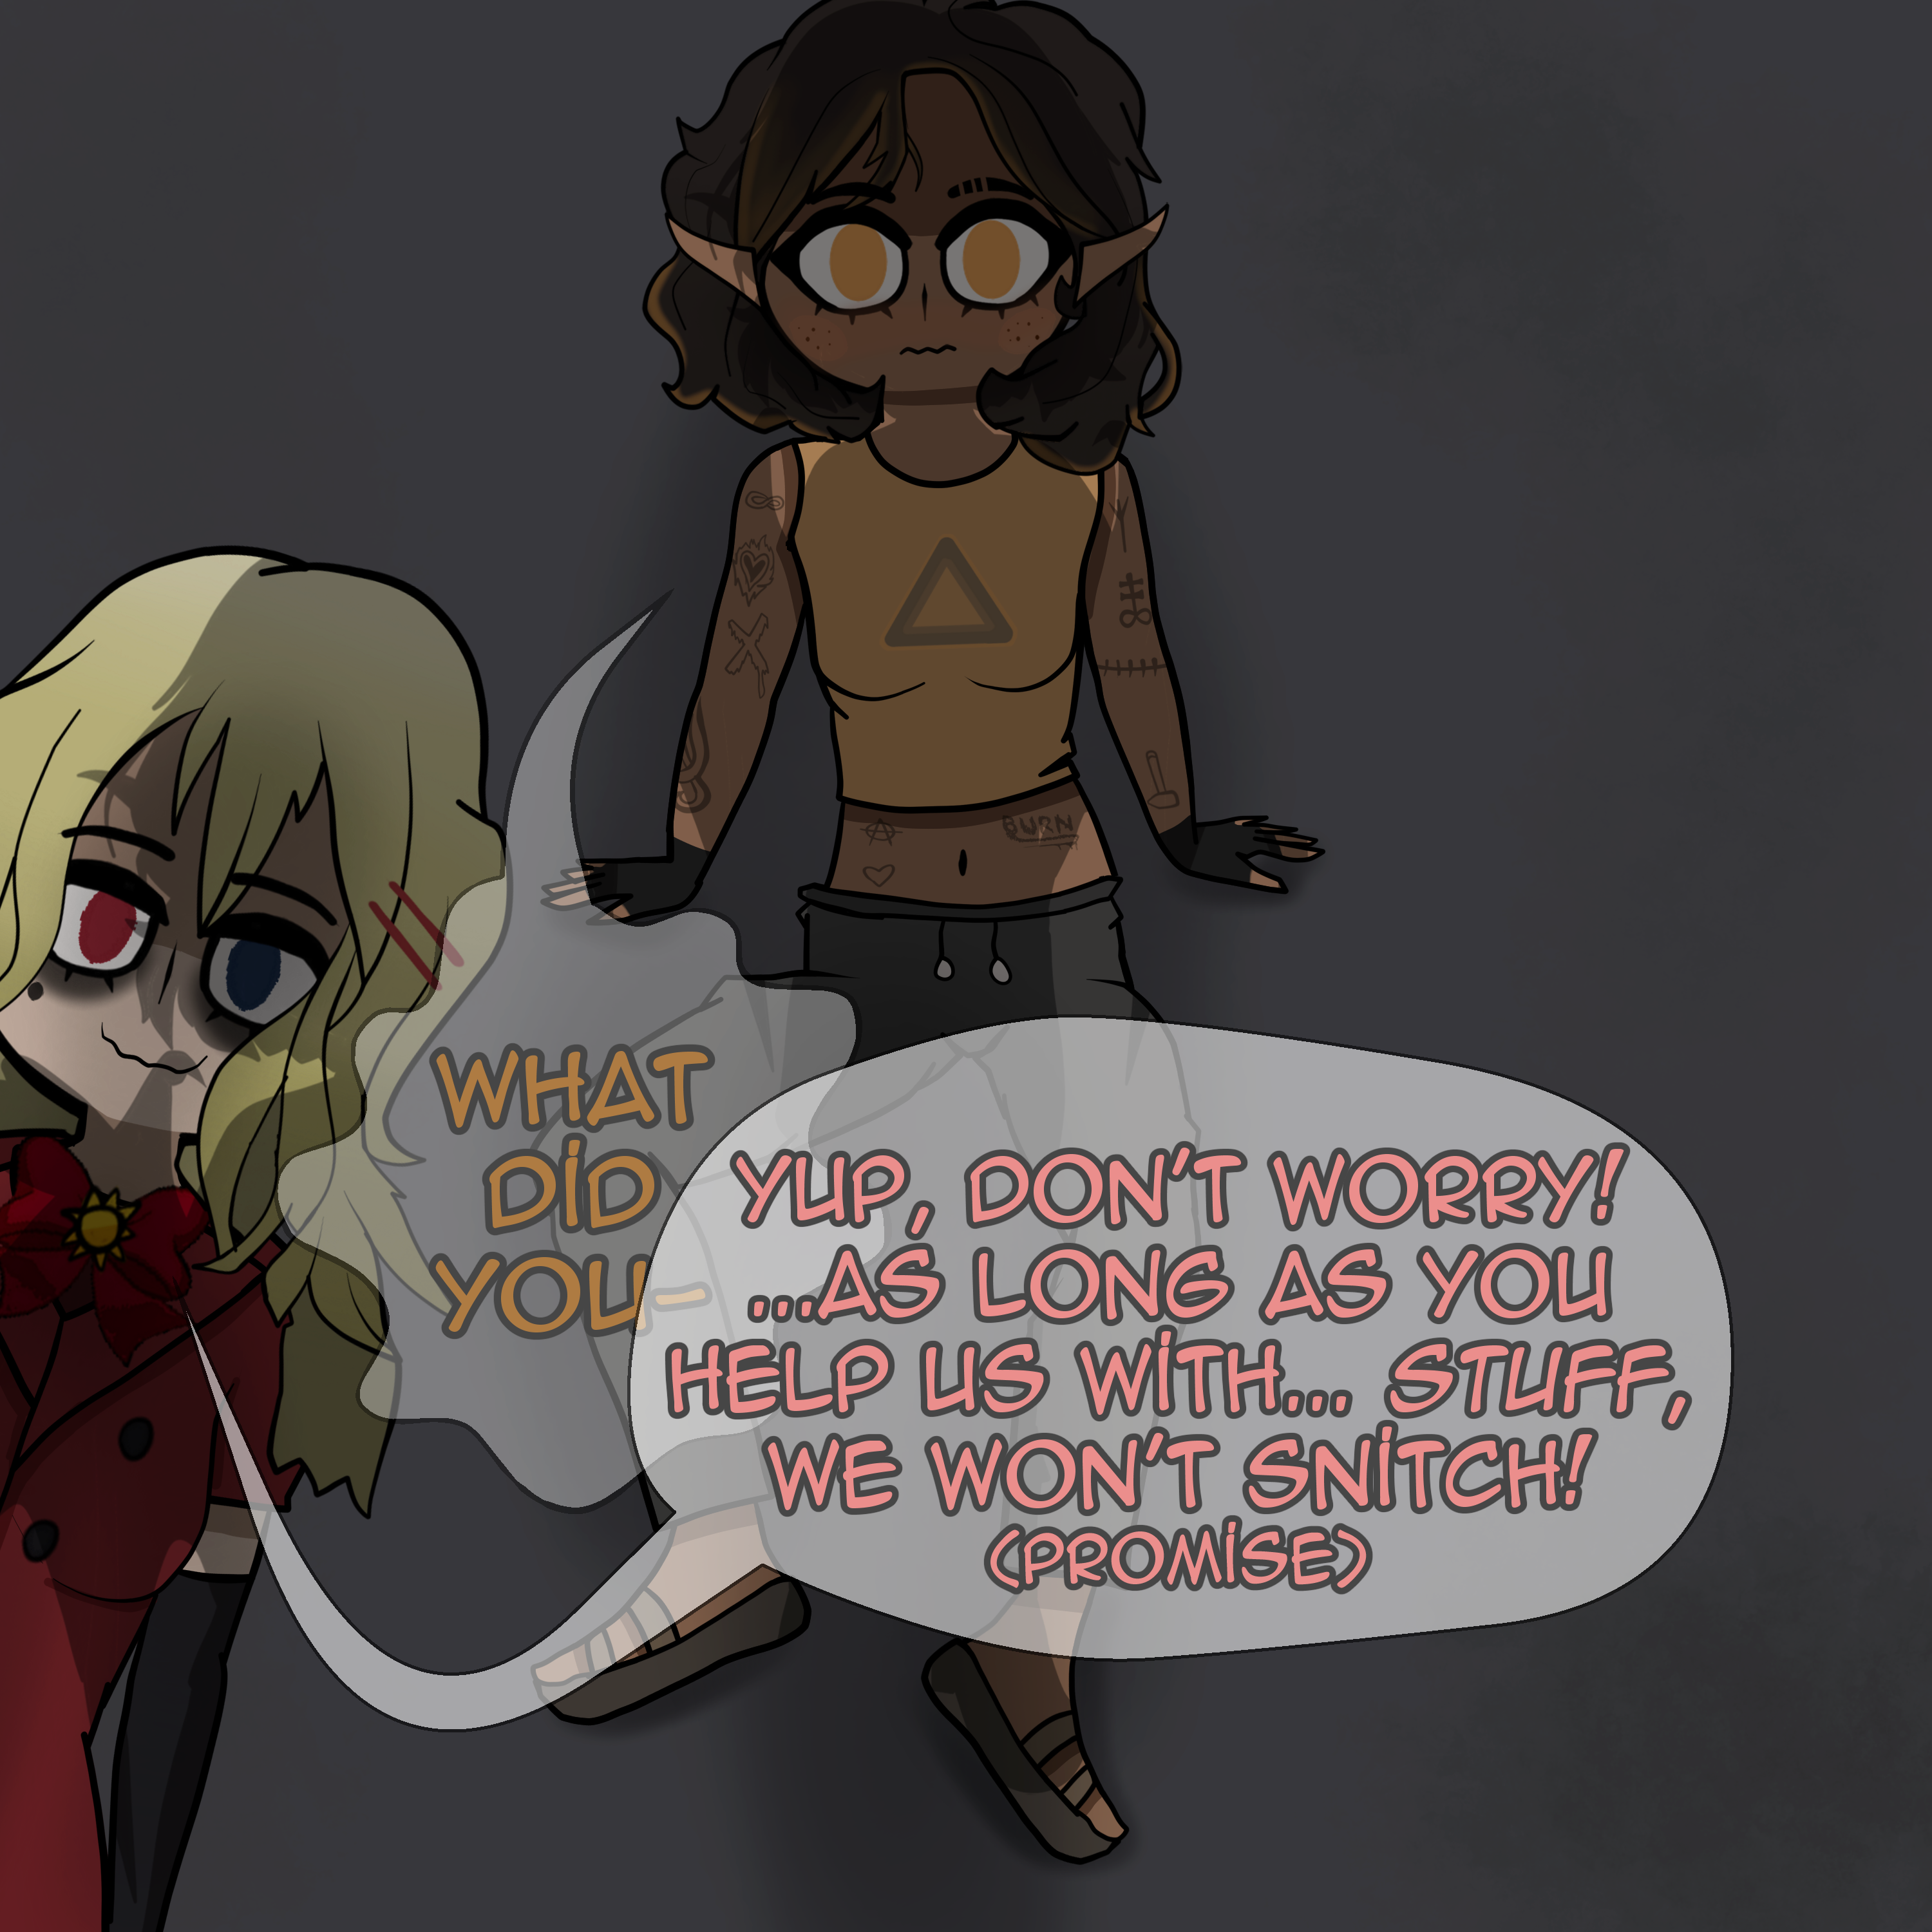 BURN
WHAT
DID
YOU-
YUP, DON'T WORRY!
...AS LONG AS YOU
HELP US WITH... STUFF,
WE WON'T SNITCH!
(PROMISE)